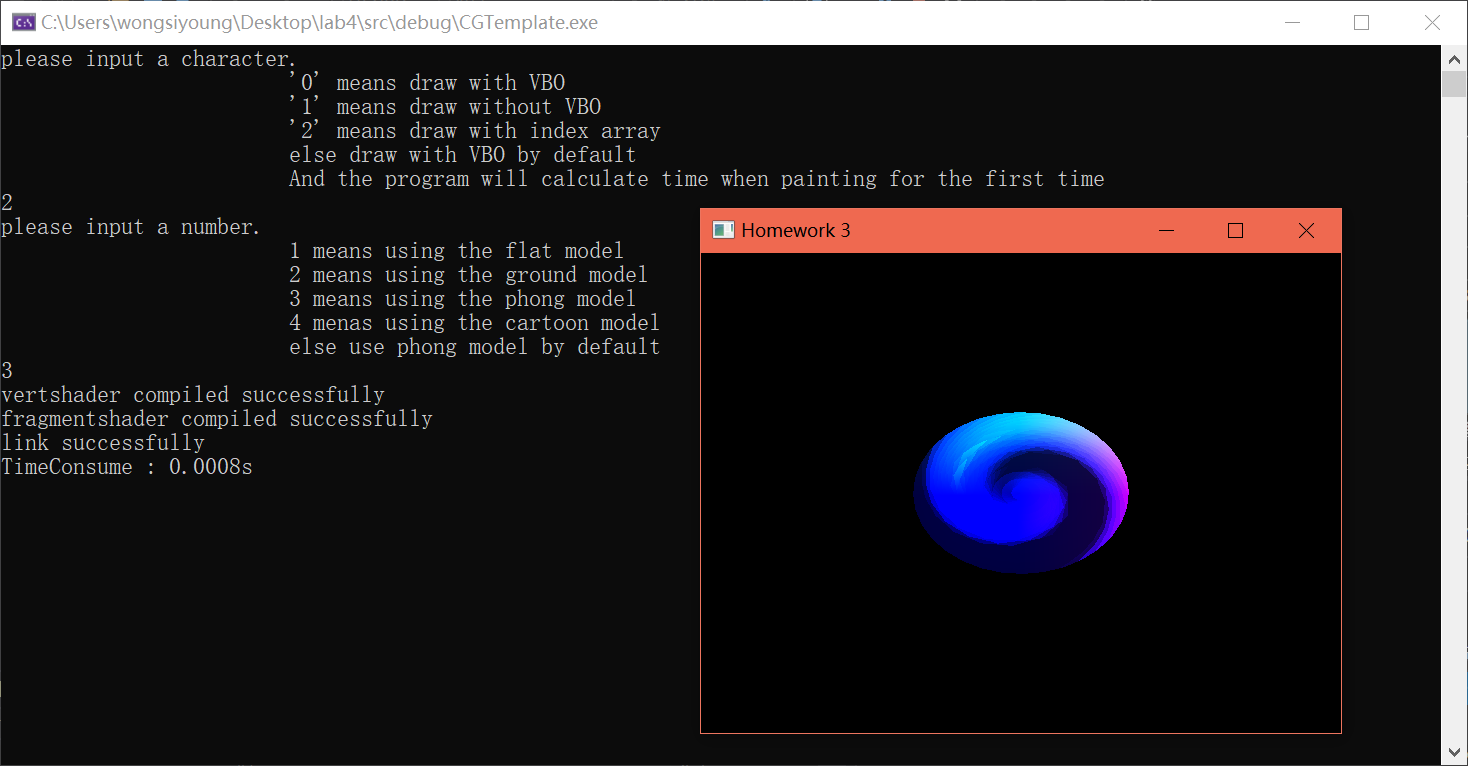 C:\Users\wongsiyoung\Desktop\lab4\src\debug\CGTemplate.exe
please input a character.
'0' means draw with VBO
'1' means draw without VBO
'2' means draw with index array
else draw with VBO by default
And the program will calculate time when painting for the first time
2
please input a number.
1 means using the flat model
2 means using the ground model
3 means using the phong model
4 menas using the cartoon model
else use phong model by default
3
vertshader compiled successfully
fragmentshader compiled successfully
link successfully
TimeConsume : 0.0008s
Homework 3